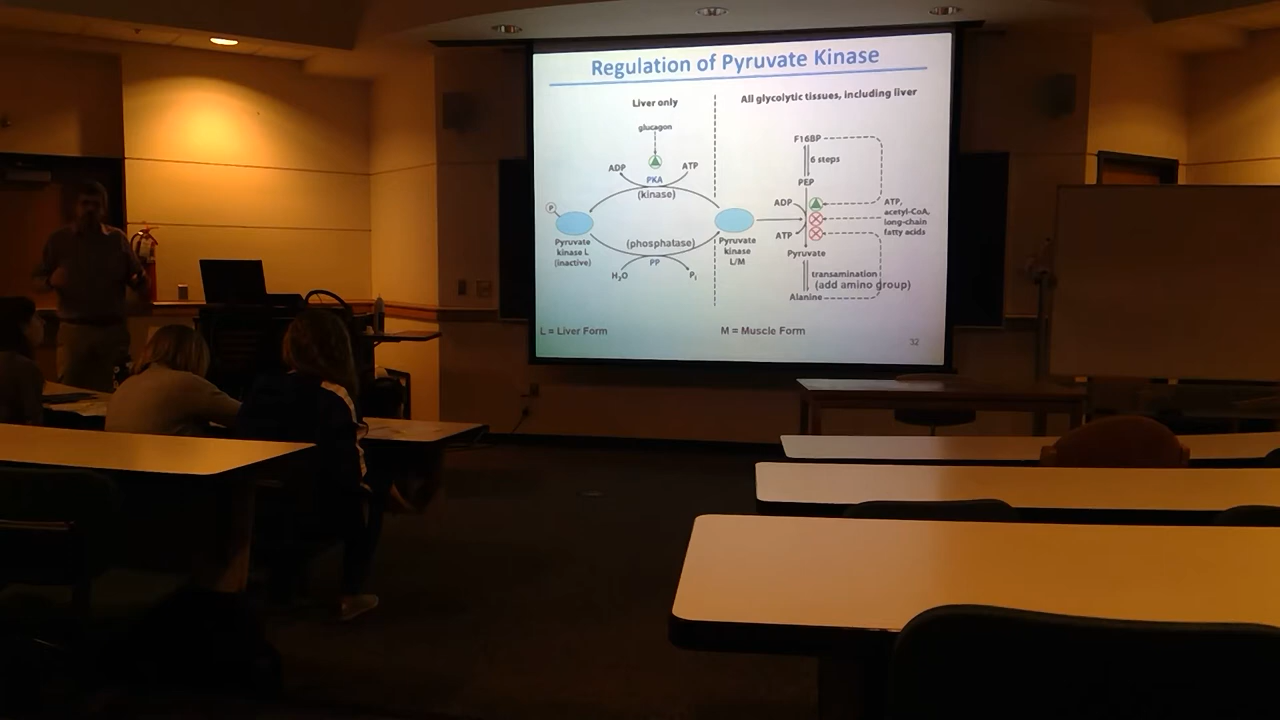 Regulation of Pyruvate Kinase
Liver only
glucagon
ADP
ATP
PKA
(kinase)
P
Pyruvate
kinase L
(inactive)
(phosphatase)
PP
H₂O
Pᵢ
Pyruvate
kinase
L/M
All glycolytic tissues, including liver
F16BP
6 steps
PEP
ADP
ATP
ATP,
acetyl-CoA,
long-chain
fatty acids
Pyruvate
transamination
(add amino group)
Alanine
L = Liver Form
M = Muscle Form
32